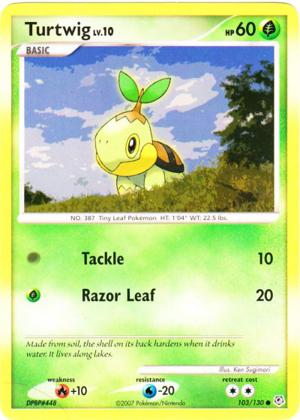 Turtwig LV.10 HP 60
BASIC
NO. 387 Tiny Leaf Pokémon HT: 1'04" WT: 22.5 lbs.
Tackle 10
Razor Leaf 20
Made from soil, the shell on its back hardens when it drinks
water. It lives along lakes.
Illus. Ken Sugimori
weakness resistance retreat cost
+10 -20
DPBP#448 ©2007 Pokémon/Nintendo 103/130